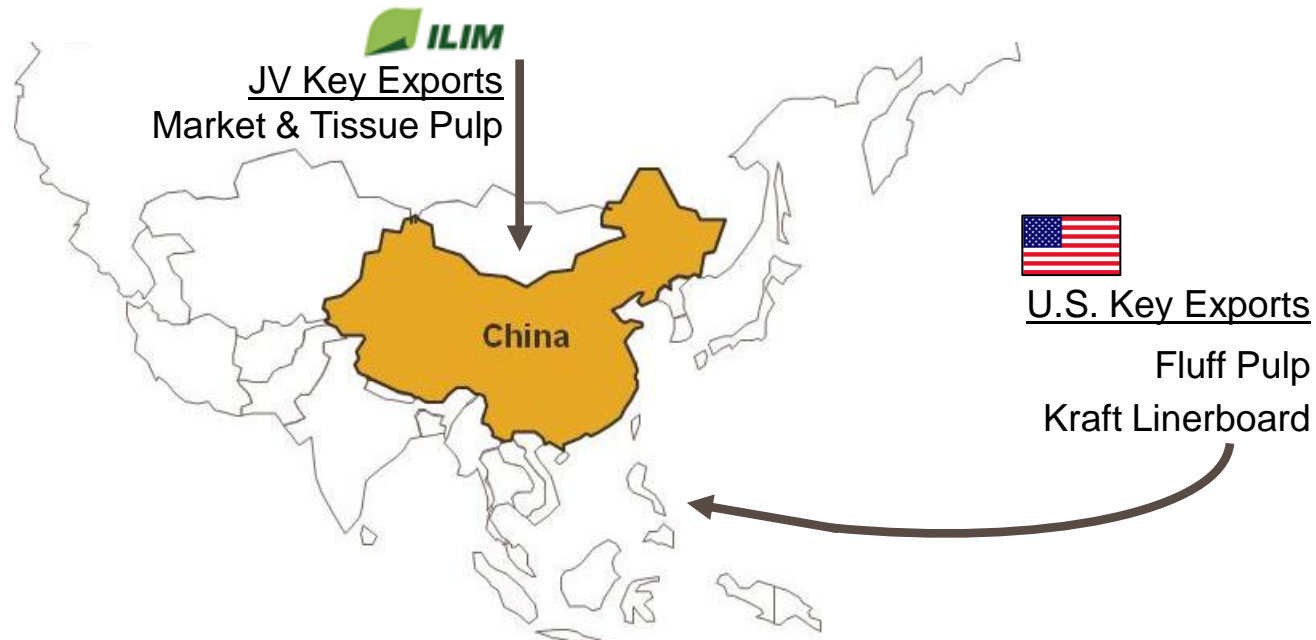 ILIM
JV Key Exports
Market & Tissue Pulp
China
U.S. Key Exports
Fluff Pulp
Kraft Linerboard